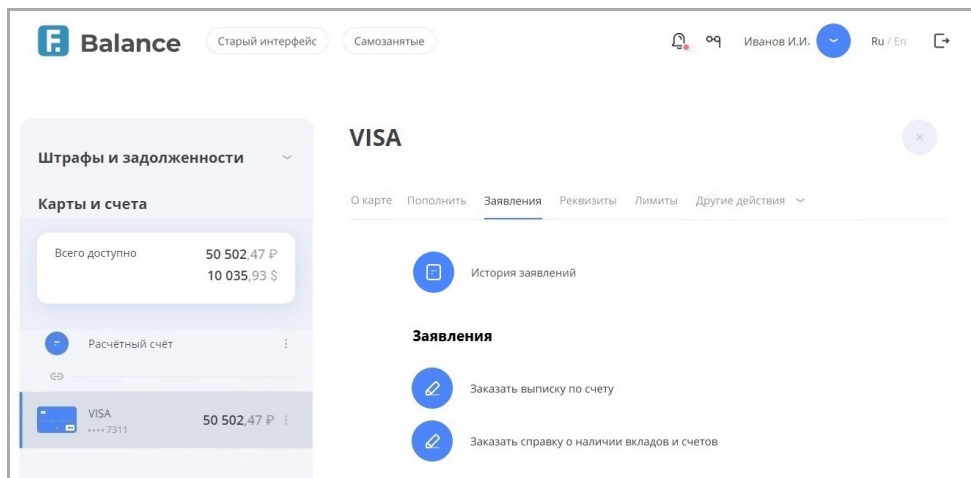 F. Balance Старый интерфейс Самозанятые Иванов И.И. Ru / En
VISA
Штрафы и задолженности
Карты и счета
О карте Пополнить Заявления Реквизиты Лимиты Другие действия
Всего доступно 50 502,47 ₽
10 035,93 $
История заявлений
Заявления
Расчётный счёт
Заказать выписку по счету
VISA
•••• 7311
50 502,47 ₽
Заказать справку о наличии вкладов и счетов